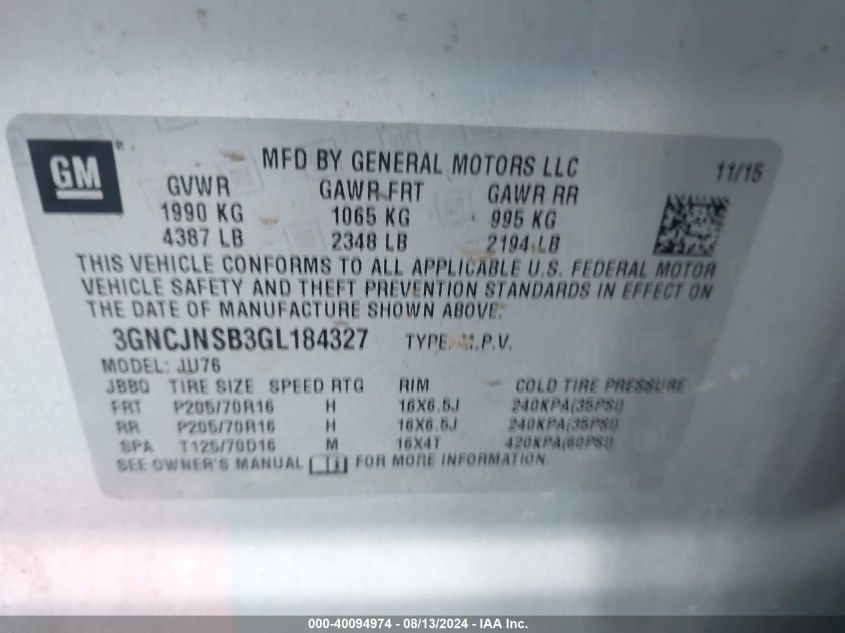 GM ®
MFD BY GENERAL MOTORS LLC 11/15
GVWR GAWR FRT GAWR RR
1990 KG 1065 KG 995 KG
4387 LB 2348 LB 2194 LB
THIS VEHICLE CONFORMS TO ALL APPLICABLE U.S. FEDERAL MOTOR
VEHICLE SAFETY AND THEFT PREVENTION STANDARDS IN EFFECT ON
THE DATE OF MANUFACTURE SHOWN ABOVE.
3GNCJNSB3GL184327 TYPE: M.P.V.
MODEL: JU76
JBBQ TIRE SIZE SPEED RTG RIM COLD TIRE PRESSURE
FRT P205/70R16 H 16X6.5J 240KPA(35PSI)
RR P205/70R16 H 16X6.5J 240KPA(35PSI)
SPA T125/70D16 M 16X4T 420KPA(60PSI)
SEE OWNER'S MANUAL FOR MORE INFORMATION.
000-40094974 - 08/13/2024 - IAA Inc.